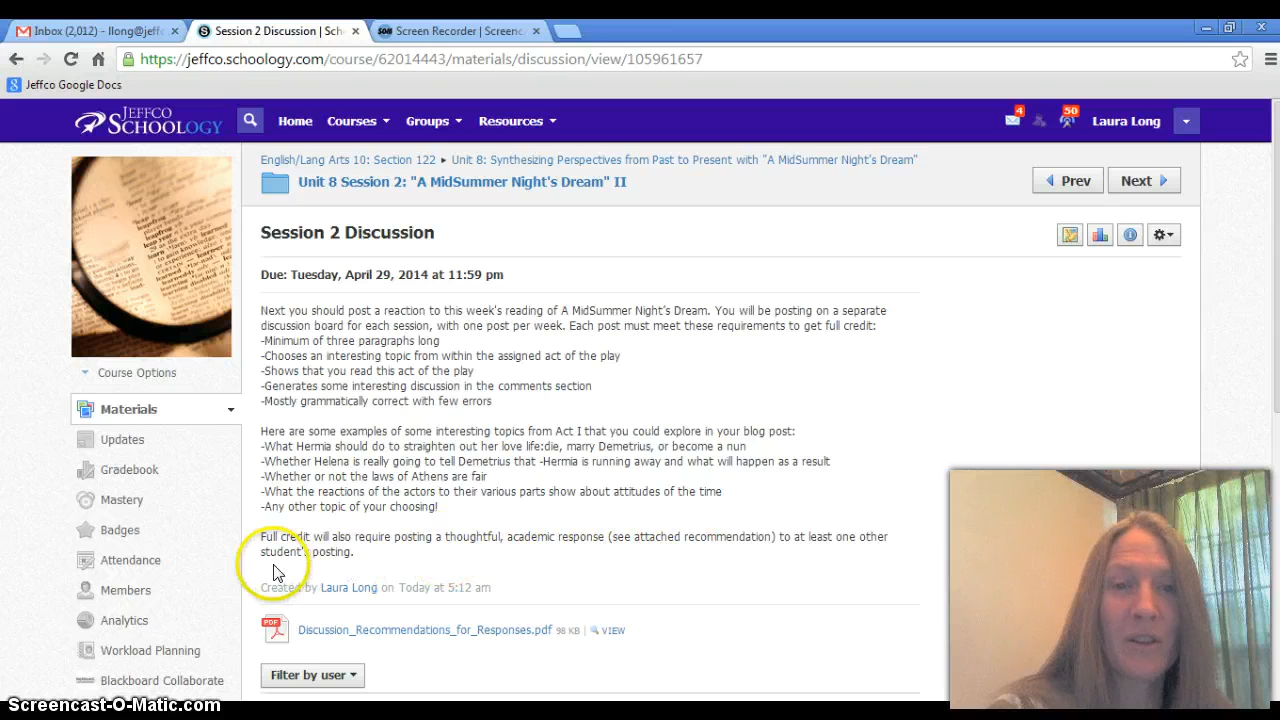 Inbox (2,012) - llong@jeff
Session 2 Discussion | Sch
Screen Recorder | Screenc
https://jeffco.schoology.com/course/62014443/materials/discussion/view/105961657
Jeffco Google Docs
JEFFCO
SCHOOLOGY
Home
Courses
Groups
Resources
4
50
Laura Long
English/Lang Arts 10: Section 122 ▸ Unit 8: Synthesizing Perspectives from Past to Present with "A MidSummer Night's Dream"
Unit 8 Session 2: "A MidSummer Night's Dream" II
Prev
Next
Session 2 Discussion
Due: Tuesday, April 29, 2014 at 11:59 pm
Next you should post a reaction to this week's reading of A MidSummer Night's Dream. You will be posting on a separate
discussion board for each session, with one post per week. Each post must meet these requirements to get full credit:
-Minimum of three paragraphs long
-Chooses an interesting topic from within the assigned act of the play
-Shows that you read this act of the play
-Generates some interesting discussion in the comments section
-Mostly grammatically correct with few errors
Here are some examples of some interesting topics from Act I that you could explore in your blog post:
-What Hermia should do to straighten out her love life:die, marry Demetrius, or become a nun
-Whether Helena is really going to tell Demetrius that -Hermia is running away and what will happen as a result
-Whether or not the laws of Athens are fair
-What the reactions of the actors to their various parts show about attitudes of the time
-Any other topic of your choosing!
Full credit will also require posting a thoughtful, academic response (see attached recommendation) to at least one other
student's posting.
Created by Laura Long on Today at 5:12 am
PDF
Discussion_Recommendations_for_Responses.pdf 98 KB | VIEW
Filter by user
Course Options
Materials
Updates
Gradebook
Mastery
Badges
Attendance
Members
Analytics
Workload Planning
Blackboard Collaborate
Screencast-O-Matic.com